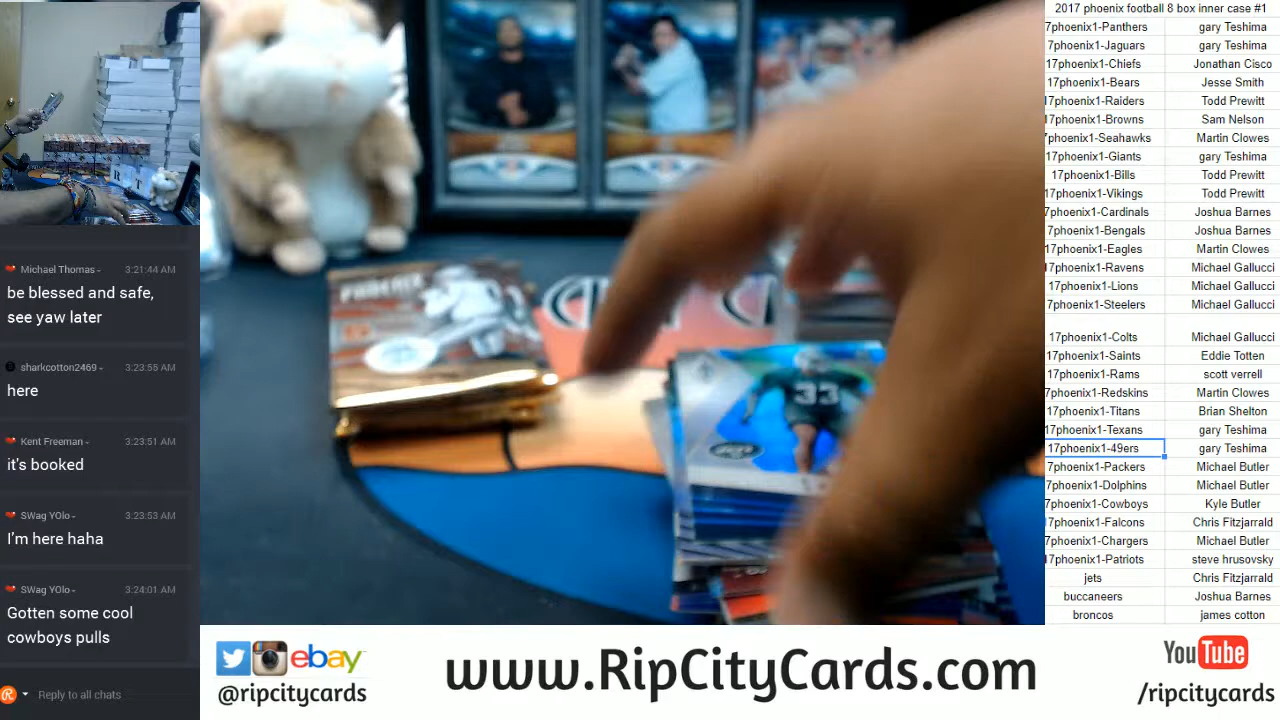 Michael Thomas
3:21:44 AM
be blessed and safe,
see yaw later
sharkcotton2469
3:23:55 AM
here
Kent Freeman
3:23:51 AM
it's booked
SWag YOlo
3:23:53 AM
I'm here haha
SWag YOlo
3:24:01 AM
Gotten some cool
cowboys pulls
Reply to all chats
PHOENIX
33
2017 phoenix football 8 box inner case #1
7phoenix1-Panthers gary Teshima
7phoenix1-Jaguars gary Teshima
17phoenix1-Chiefs Jonathan Cisco
17phoenix1-Bears Jesse Smith
17phoenix1-Raiders Todd Prewitt
7phoenix1-Browns Sam Nelson
7phoenix1-Seahawks Martin Clowes
17phoenix1-Giants gary Teshima
17phoenix1-Bills Todd Prewitt
7phoenix1-Vikings Todd Prewitt
7phoenix1-Cardinals Joshua Barnes
17phoenix1-Bengals Joshua Barnes
17phoenix1-Eagles Martin Clowes
17phoenix1-Ravens Michael Gallucci
17phoenix1-Lions Michael Gallucci
7phoenix1-Steelers Michael Gallucci
17phoenix1-Colts Michael Gallucci
17phoenix1-Saints Eddie Totten
17phoenix1-Rams scott verrell
7phoenix1-Redskins Martin Clowes
17phoenix1-Titans Brian Shelton
17phoenix1-Texans gary Teshima
17phoenix1-49ers gary Teshima
7phoenix1-Packers Michael Butler
7phoenix1-Dolphins Michael Butler
7phoenix1-Cowboys Kyle Butler
17phoenix1-Falcons Chris Fitzjarrald
7phoenix1-Chargers Michael Butler
17phoenix1-Patriots steve hrusovsky
jets Chris Fitzjarrald
buccaneers Joshua Barnes
broncos james cotton
ebay
@ripcitycards
www.RipCityCards.com
YouTube
/ripcitycards